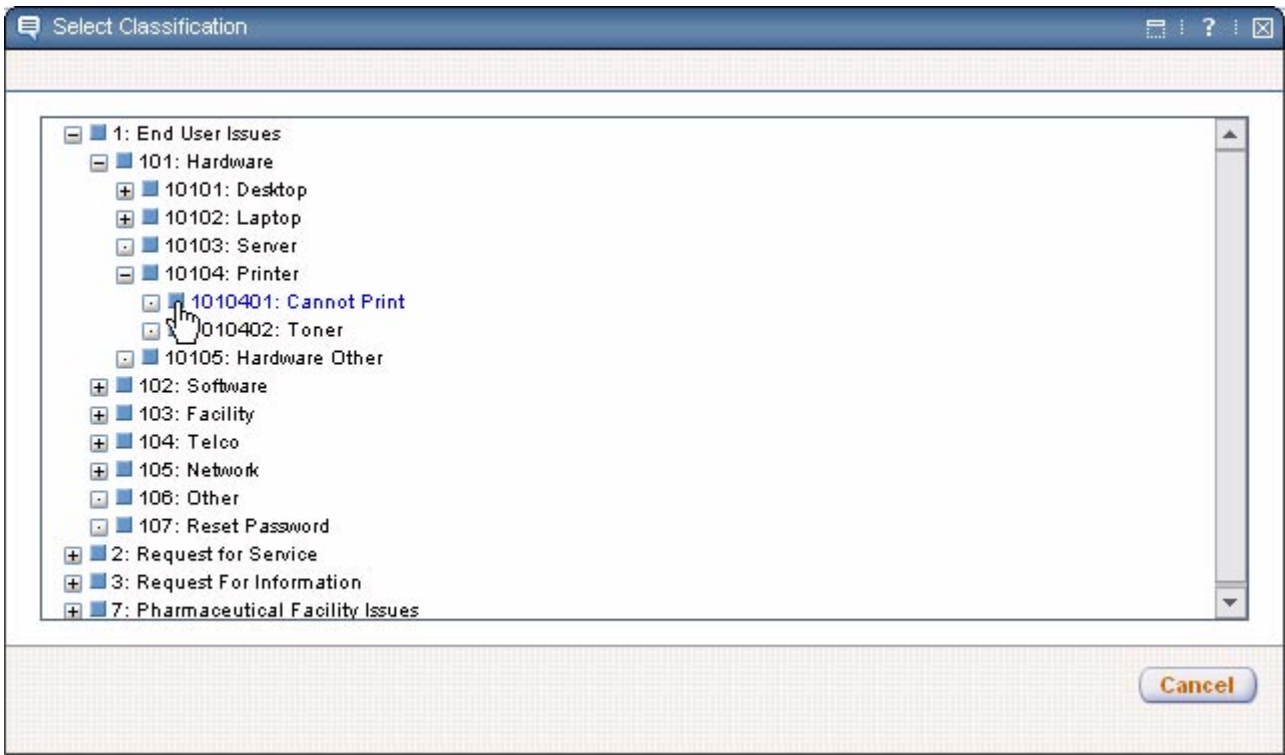 Select Classification
?
1: End User Issues
101: Hardware
10101: Desktop
10102: Laptop
10103: Server
10104: Printer
1010401: Cannot Print
010402: Toner
10105: Hardware Other
102: Software
103: Facility
104: Telco
105: Network
106: Other
107: Reset Password
2: Request for Service
3: Request For Information
7: Pharmaceutical Facility Issues
Cancel